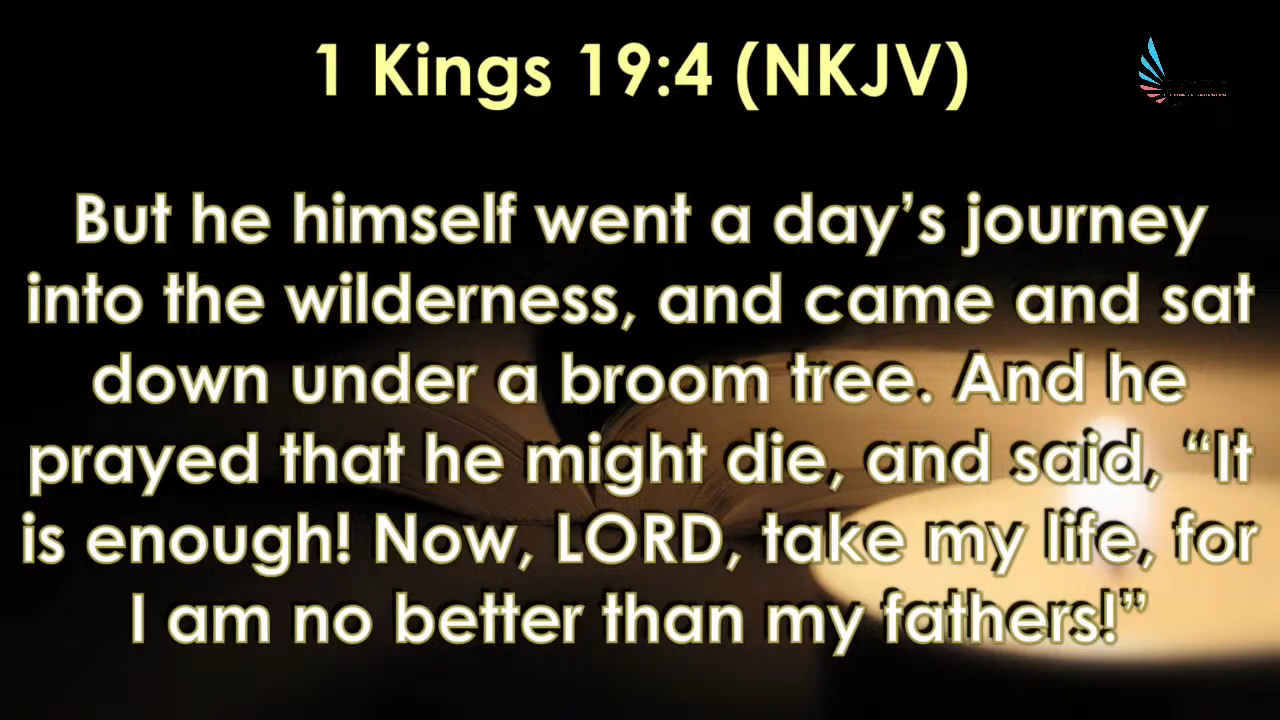 1 Kings 19:4 (NKJV)
But he himself went a day’s journey
into the wilderness, and came and sat
down under a broom tree. And he
prayed that he might die, and said, “It
is enough! Now, LORD, take my life, for
I am no better than my fathers!”